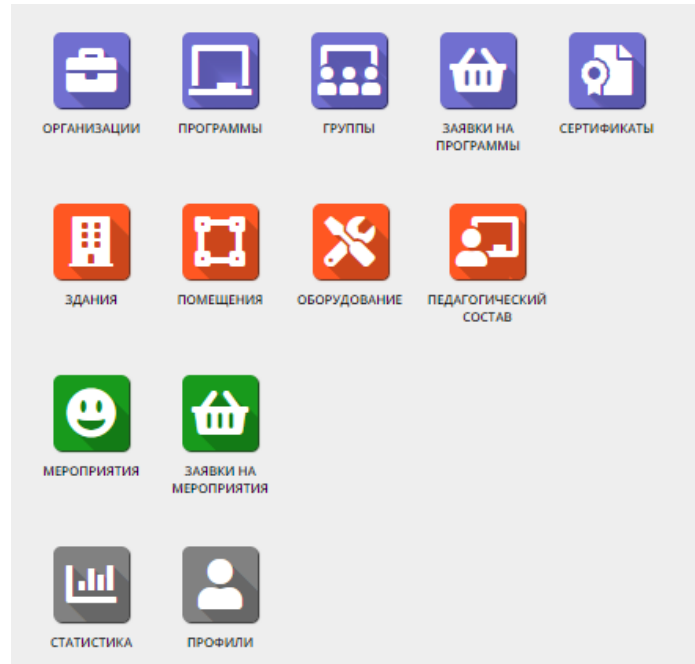 ОРГАНИЗАЦИИ ПРОГРАММЫ ГРУППЫ ЗАЯВКИ НА СЕРТИФИКАТЫ
ПРОГРАММЫ
ЗДАНИЯ ПОМЕЩЕНИЯ ОБОРУДОВАНИЕ ПЕДАГОГИЧЕСКИЙ
СОСТАВ
МЕРОПРИЯТИЯ ЗАЯВКИ НА
МЕРОПРИЯТИЯ
СТАТИСТИКА ПРОФИЛИ